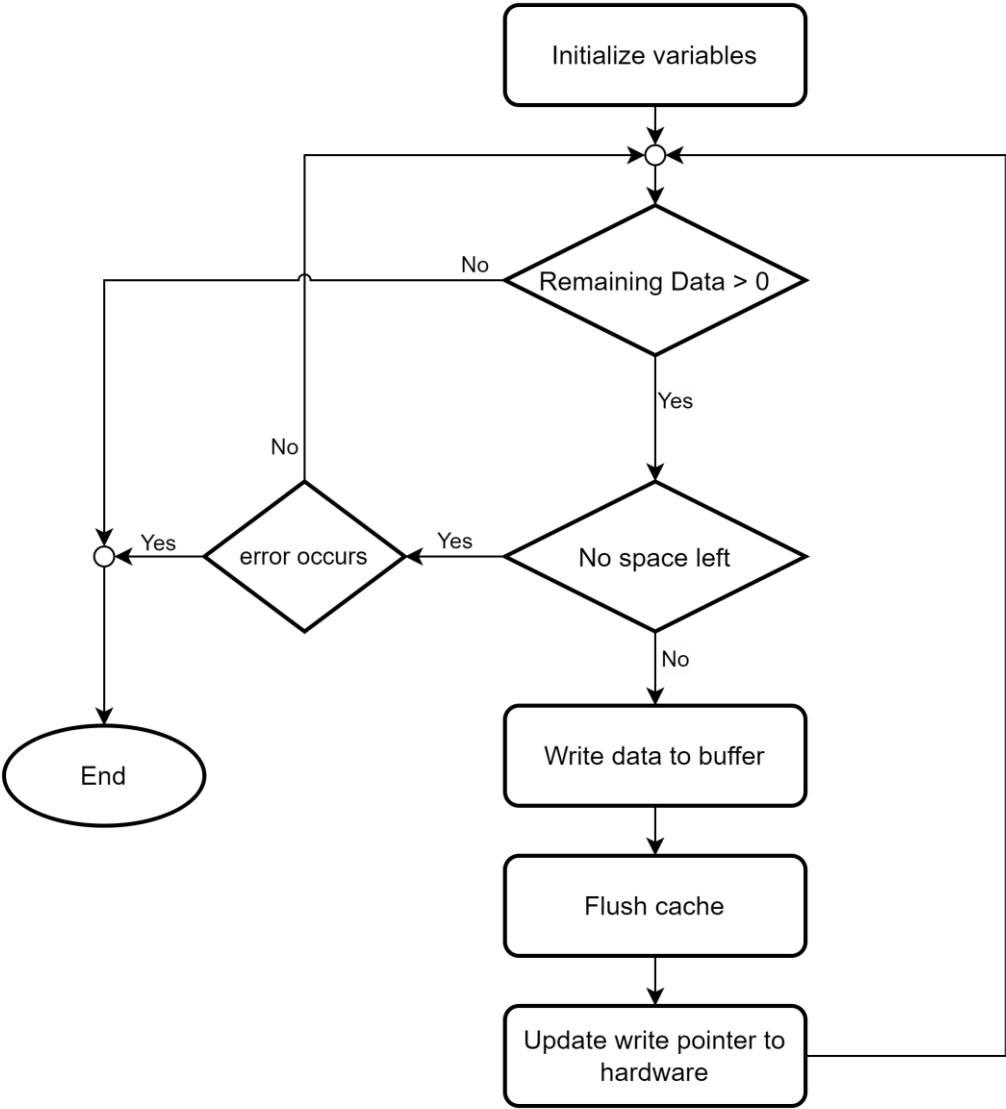 Initialize variables
No
Remaining Data > 0
Yes
No
Yes
error occurs
Yes
No space left
No
Write data to buffer
End
Flush cache
Update write pointer to
hardware